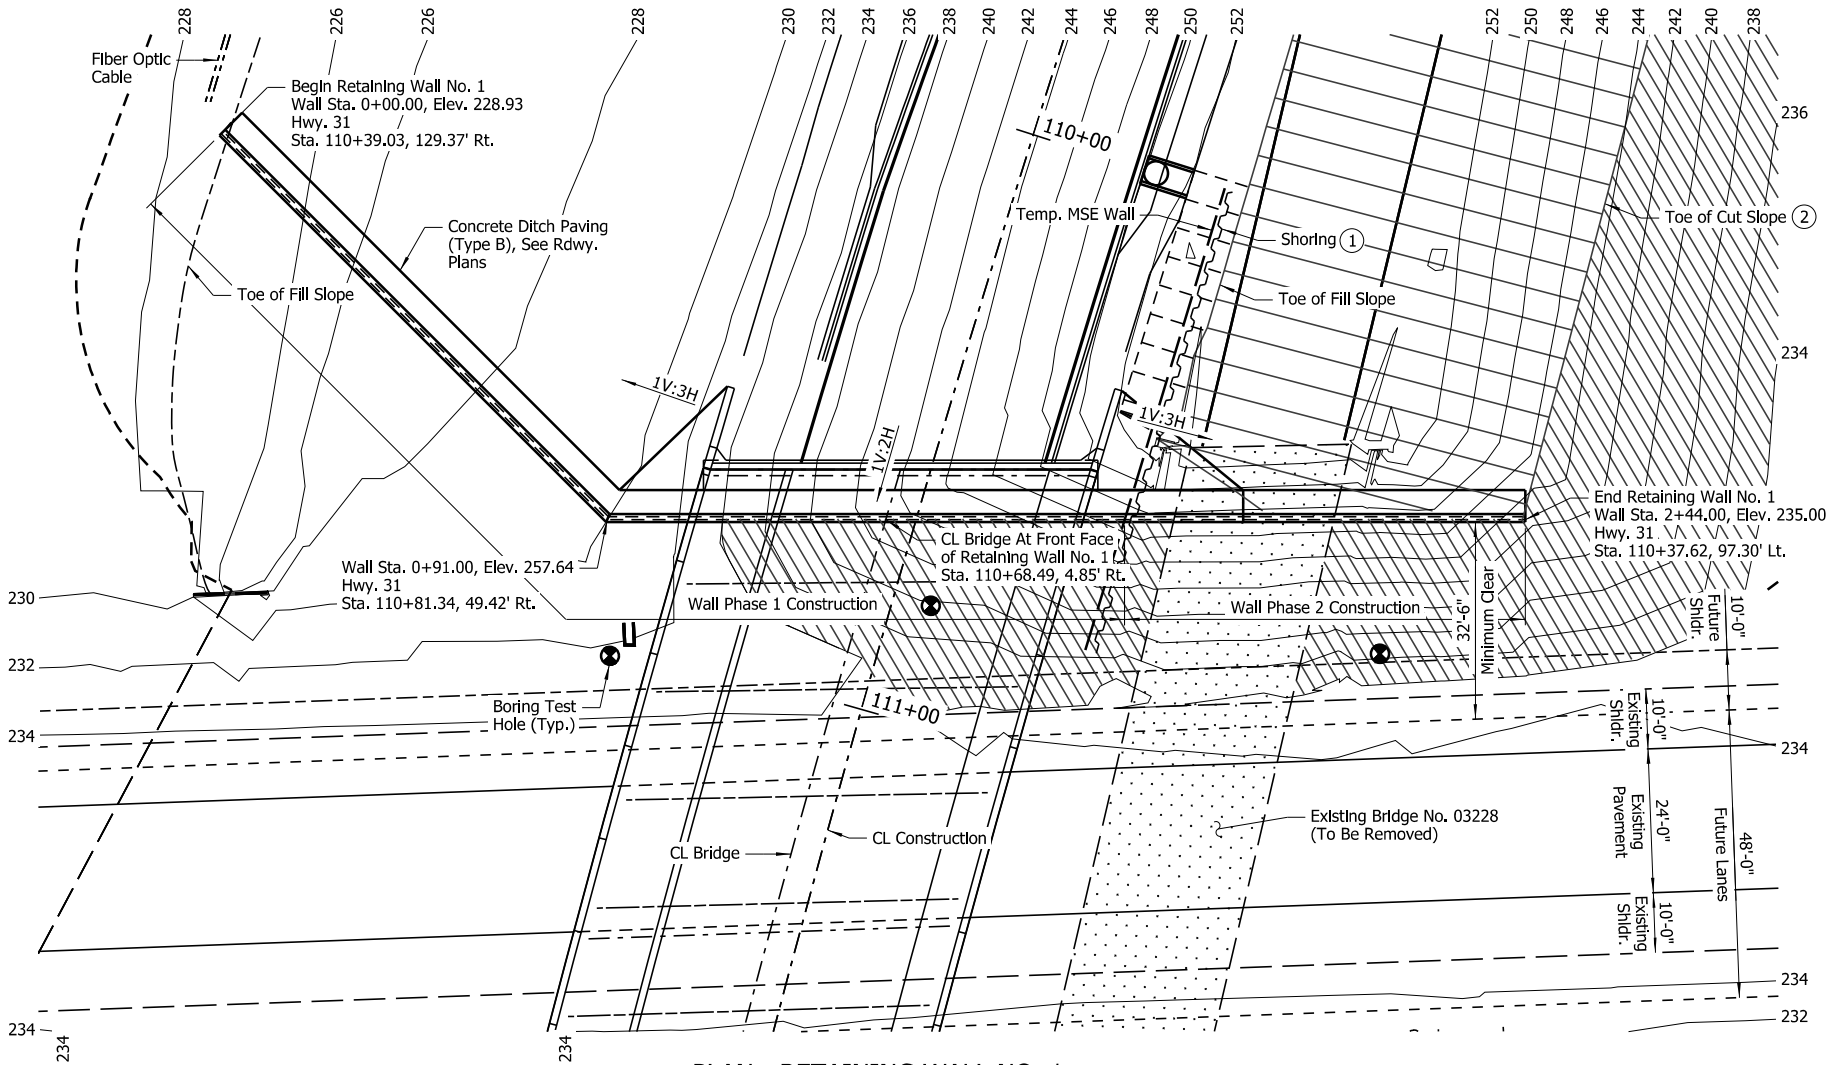 228
226
226
228
230
232
234
236
238
240
242
244
246
248
250
252
252
250
248
246
244
242
240
238
Fiber Optic
Cable
Begin Retaining Wall No. 1
Wall Sta. 0+00.00, Elev. 228.93
Hwy. 31
Sta. 110+39.03, 129.37' Rt.
110+00
236
Concrete Ditch Paving
(Type B), See Rdwy.
Plans
Temp. MSE Wall
Shoring 1
Toe of Cut Slope 2
Toe of Fill Slope
Toe of Fill Slope
234
1V:3H
1V:3H
1V:2H
End Retaining Wall No. 1
Wall Sta. 2+44.00, Elev. 235.00
Hwy. 31
Sta. 110+37.62, 97.30' Lt.
CL Bridge At Front Face
of Retaining Wall No. 1
Sta. 110+68.49, 4.85' Rt.
Wall Sta. 0+91.00, Elev. 257.64
Hwy. 31
Sta. 110+81.34, 49.42' Rt.
230
Wall Phase 1 Construction
Wall Phase 2 Construction
32'-6"
Minimum Clear
10'-0"
Future
Shldr.
232
Boring Test
Hole (Typ.)
111+00
234
10'-0"
Existing
Shldr.
234
24'-0"
Existing
Pavement
48'-0"
Future Lanes
Existing Bridge No. 03228
(To Be Removed)
CL Bridge
CL Construction
10'-0"
Existing
Shldr.
234
232
234
234
234